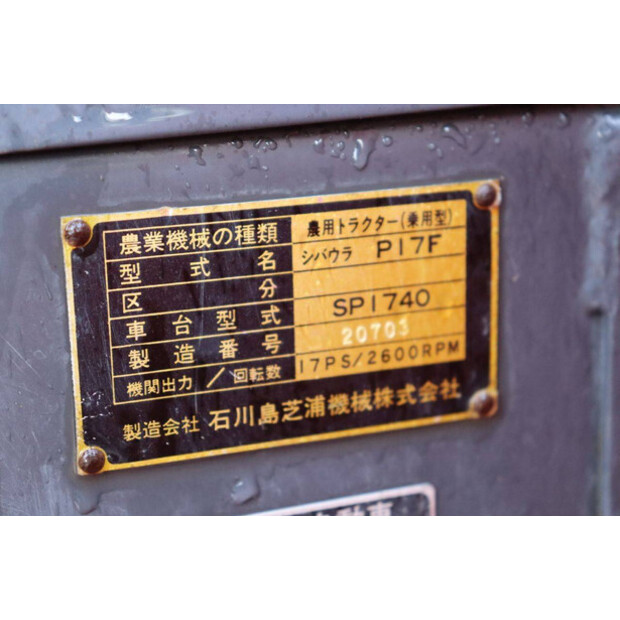 農業機械の種類 農用トラクター(乗用型)
型式名 シバウラ P17F
区分
車台型式 SP1740
製造番号 20703
機関出力/回転数 17PS/2600RPM
製造会社 石川島芝浦機械株式会社
自動車